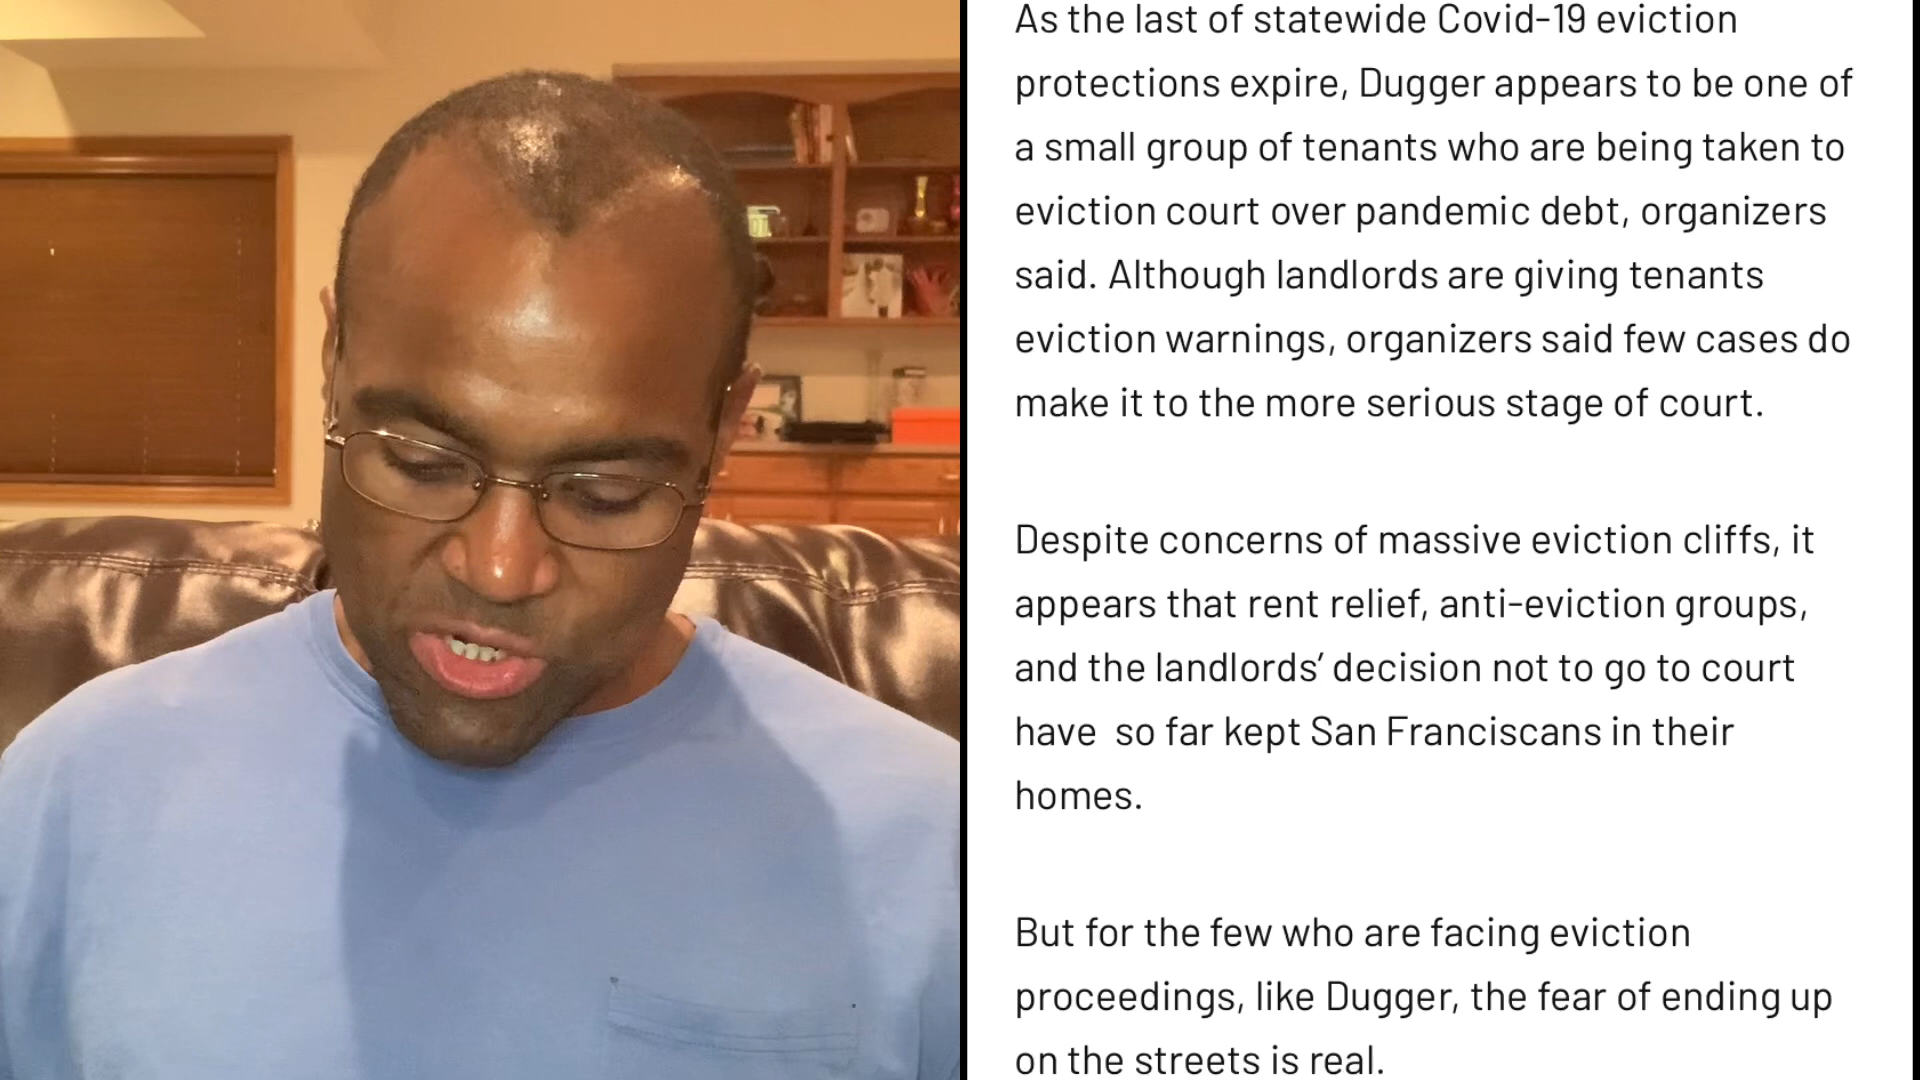 As the last of statewide Covid-19 eviction
protections expire, Dugger appears to be one of
a small group of tenants who are being taken to
eviction court over pandemic debt, organizers
said. Although landlords are giving tenants
eviction warnings, organizers said few cases do
make it to the more serious stage of court.
Despite concerns of massive eviction cliffs, it
appears that rent relief, anti-eviction groups,
and the landlords’ decision not to go to court
have  so far kept San Franciscans in their
homes.
But for the few who are facing eviction
proceedings, like Dugger, the fear of ending up
on the streets is real.